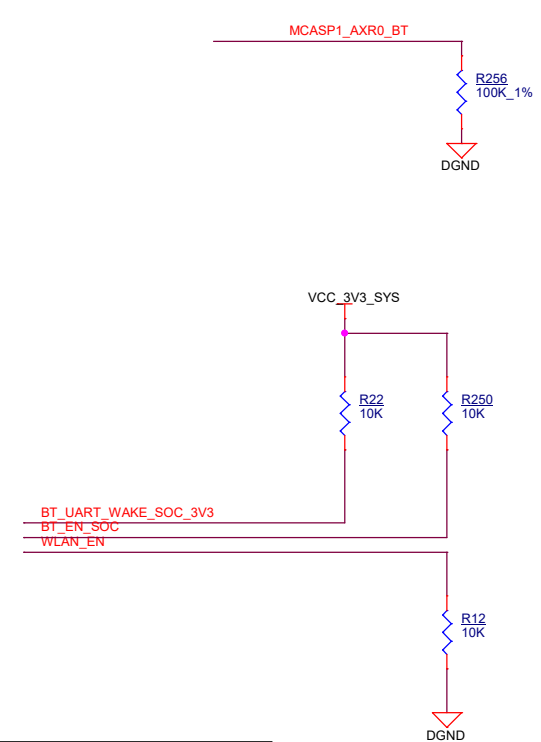 MCASP1_AXR0_BT
R256
100K_1%
DGND
VCC_3V3_SYS
R22
10K
R250
10K
BT_UART_WAKE_SOC_3V3
BT_EN_SOC
WLAN_EN
R12
10K
DGND